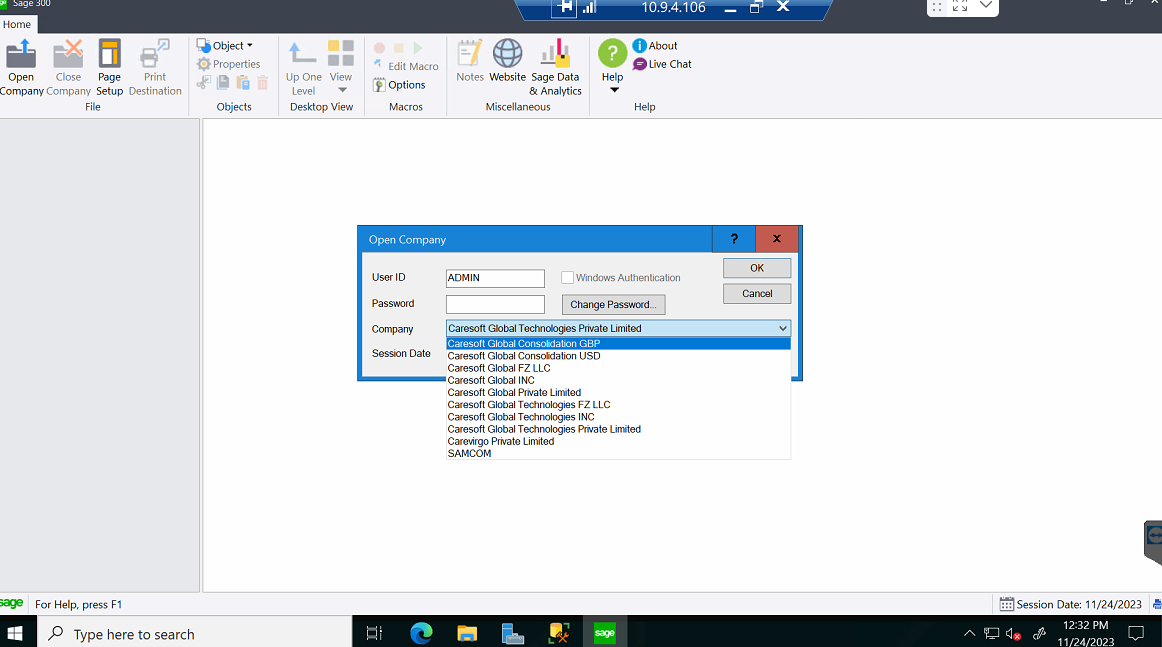 Sage 300
10.9.4.106
Home
Open Company
Close Company
Page Setup
Print Destination
File
Object
Properties
Objects
Up One Level
View
Desktop View
Edit Macro
Options
Macros
Notes
Website
Sage Data & Analytics
Miscellaneous
? Help
i About
Live Chat
Help
Open Company
? x
User ID ADMIN Windows Authentication OK
Password Change Password... Cancel
Company Caresoft Global Technologies Private Limited
Session Date
Caresoft Global Consolidation GBP
Caresoft Global Consolidation USD
Caresoft Global FZ LLC
Caresoft Global INC
Caresoft Global Private Limited
Caresoft Global Technologies FZ LLC
Caresoft Global Technologies INC
Caresoft Global Technologies Private Limited
Carevirgo Private Limited
SAMCOM
sage For Help, press F1 Session Date: 11/24/2023
Type here to search sage 12:32 PM
11/24/2023